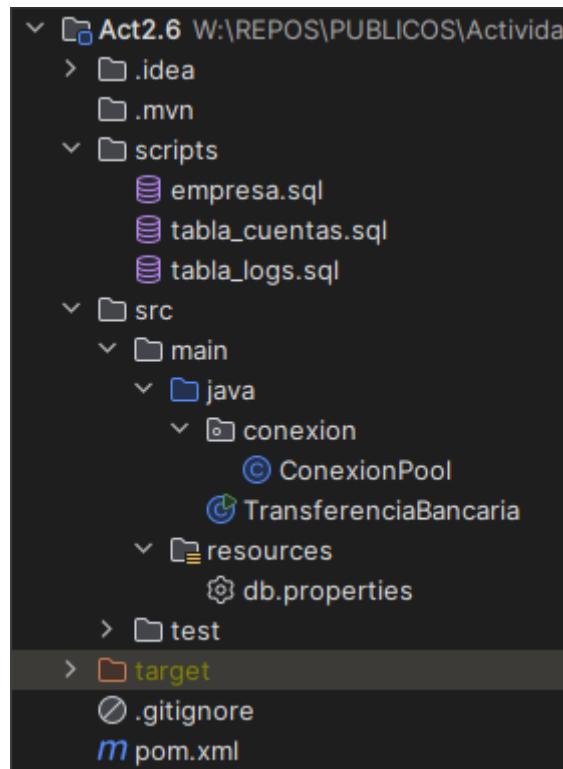 Act2.6 W:\REPOS\PUBLICOS\Activida
.idea
.mvn
scripts
empresa.sql
tabla_cuentas.sql
tabla_logs.sql
src
main
java
conexion
ConexionPool
TransferenciaBancaria
resources
db.properties
test
target
.gitignore
pom.xml